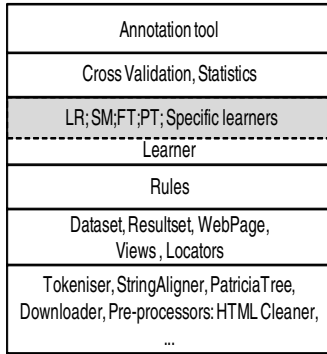 Annotation tool
Cross Validation, Statistics
LR; SM;FT;PT; Specific learners
Learner
Rules
Dataset, Resultset, WebPage,
Views , Locators
Tokeniser, StringAligner, PatriciaTree,
Downloader, Pre-processors: HTML Cleaner,
...